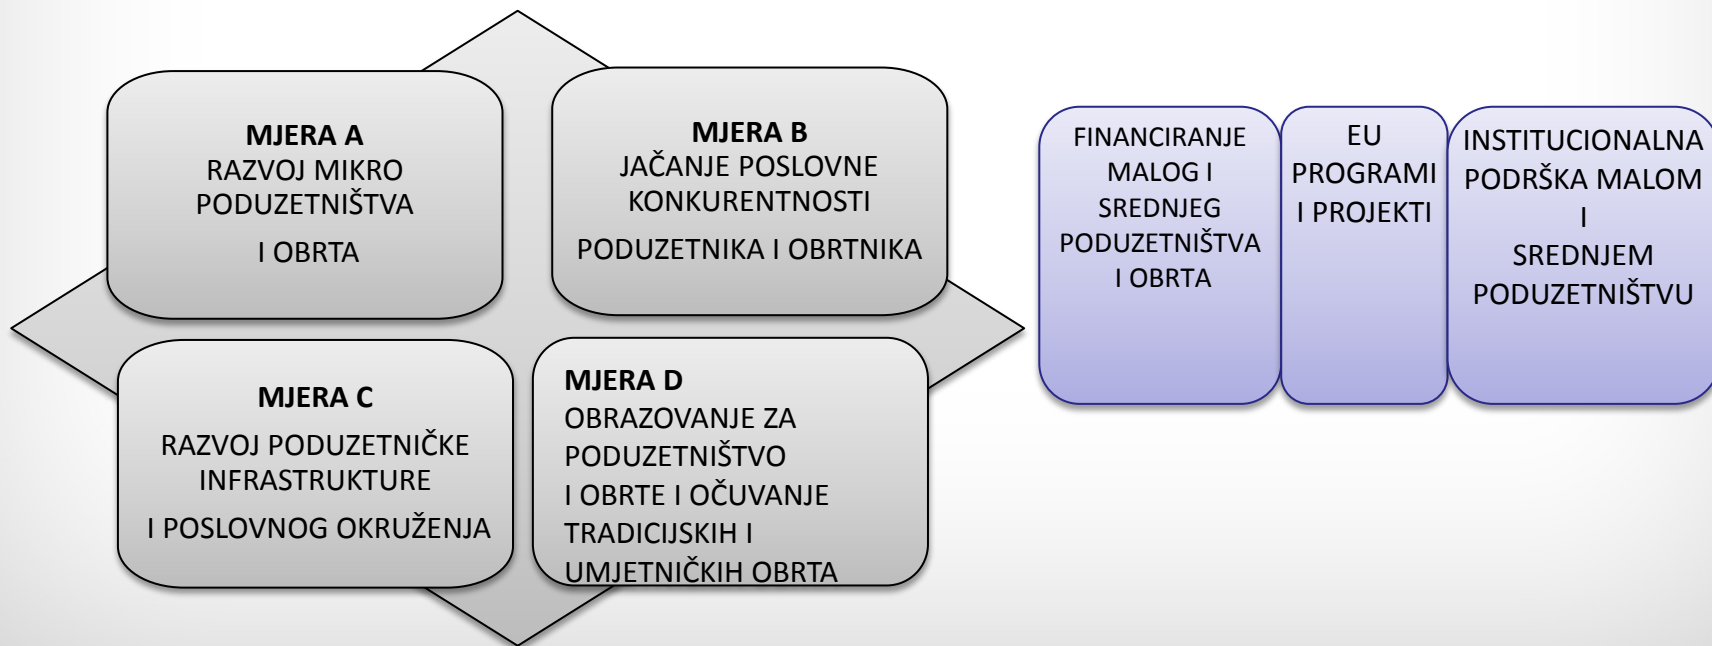 MJERA A
RAZVOJ MIKRO
PODUZETNIŠTVA
I OBRTA
MJERA B
JAČANJE POSLOVNE
KONKURENTNOSTI
PODUZETNIKA I OBRTNIKA
MJERA C
RAZVOJ PODUZETNIČKE
INFRASTRUKTURE
I POSLOVNOG OKRUŽENJA
MJERA D
OBRAZOVANJE ZA
PODUZETNIŠTVO
I OBRTE I OČUVANJE
TRADICIJSKIH I
UMJETNIČKIH OBRTA
FINANCIRANJE
MALOG I
SREDNJEG
PODUZETNIŠTVA
I OBRTA
EU
PROGRAMI
I PROJEKTI
INSTITUCIONALNA
PODRŠKA MALOM
I
SREDNJEM
PODUZETNIŠTVU